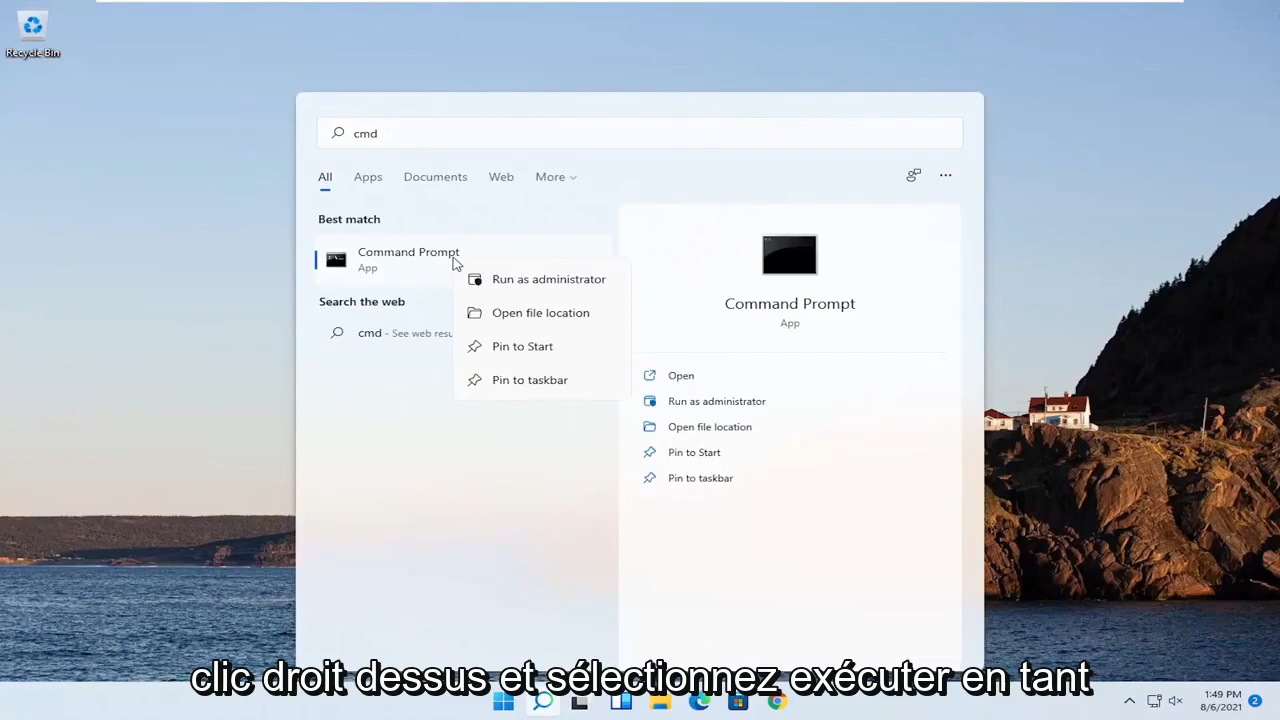 Recycle Bin
cmd
All Apps Documents Web More
Best match
Command Prompt
App
Search the web
cmd - See web resu
Run as administrator
Open file location
Pin to Start
Pin to taskbar
Command Prompt
App
Open
Run as administrator
Open file location
Pin to Start
Pin to taskbar
clic droit dessus et sélectionnez exécuter en tant
1:49 PM
8/6/2021
2